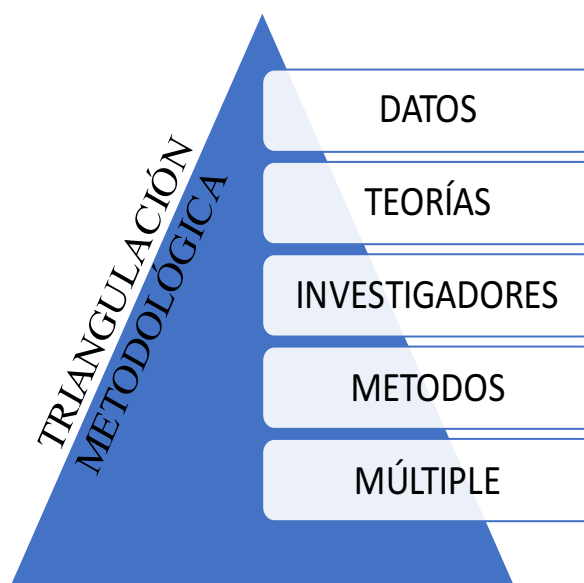 TRIANGULACIÓN
METODOLÓGICA
DATOS
TEORÍAS
INVESTIGADORES
METODOS
MÚLTIPLE